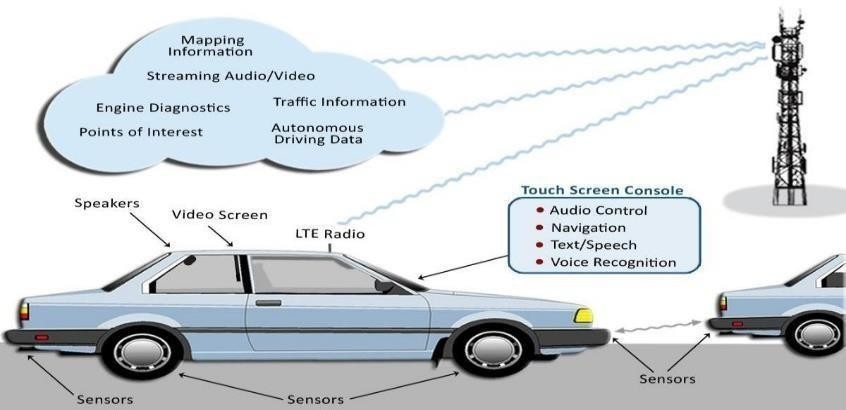 Mapping
Information
Streaming Audio/Video
Engine Diagnostics
Traffic Information
Points of Interest
Autonomous
Driving Data
Touch Screen Console
Audio Control
Navigation
Text/Speech
Voice Recognition
Speakers
Video Screen
LTE Radio
Sensors
Sensors
Sensors